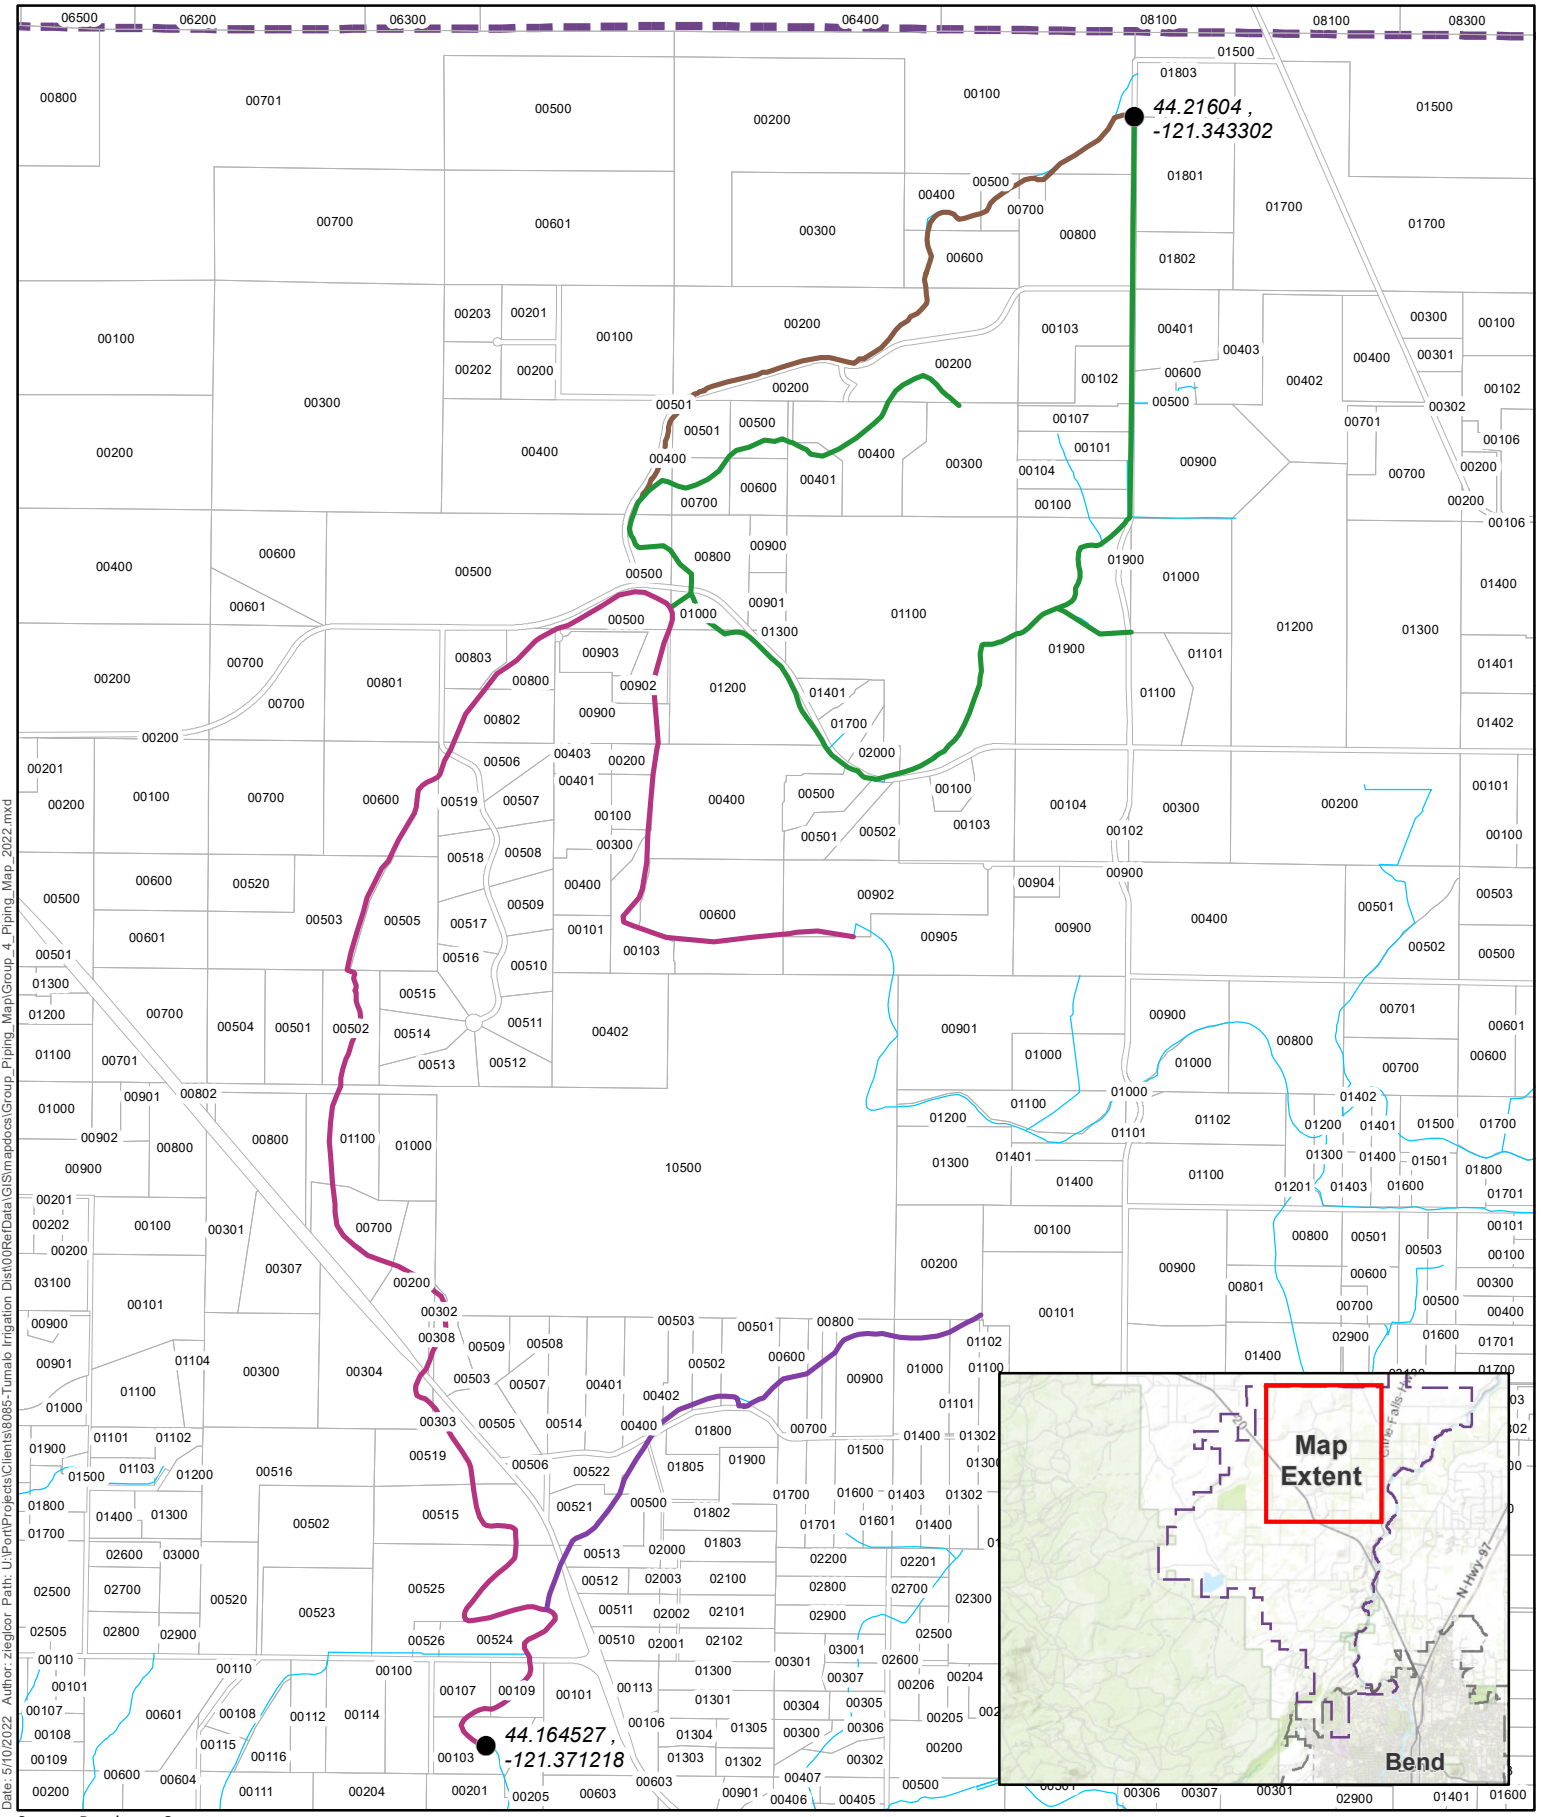 06500 06200 06300 06400 08100 08100 08300
01500
00800 00701 00500 00200 00100 01803 01500
44.21604 ,
-121.343302
00700 00601 00300 00400 00500 00700 00800 00600 01801 01802 01700 01700
00100 00300 00203 00201 00202 00200 00100 00200 00200 00200 00103 00102 00401 00403 00600 00500 00402 00400 00300 00301 00302 00100 00102
00200 00400 00501 00501 00500 00400 00700 00600 00401 00400 00300 00107 00101 00104 00100 00900 00701 00700 00106 00200 00200 00106
00400 00600 00601 00500 00500 00800 00900 00901 01100 01900 01000 01200 01300 01400
00200 00700 00700 00200 00801 00803 00800 00802 00500 00903 00902 00900 01000 01300 01200 01401 01700 02000 01900 01101 01100 01401 01402
00201 00200 00100 00700 00600 00506 00519 00507 00518 00508 00403 00401 00200 00100 00300 00400 00500 00501 00502 00100 00103 00104 00102 00300 00200 00101 00100
00500 00600 00520 00601 00503 00505 00517 00509 00516 00510 00400 00101 00103 00600 00902 00905 00904 00900 00900 00400 00501 00502 00503 00500
00501 01300 01200 01100 00700 00701 00504 00501 00502 00515 00514 00513 00511 00512 00402 00901 01000 00900 01000 00800 00701 00700 00601 00600
01000 00901 00802 00902 00800 00900 00800 01100 01000 10500 01200 01100 01000 01101 01300 01401 01400 01102 01100 01402 01200 01401 01500 01700 01300 01400 01501 01800 01201 01403 01600 01701
00201 00202 00200 03100 00100 00101 00301 00307 00700 00200 00302 00200 00100 00101 00900 00801 00800 00501 00503 00600 00700 00500 00101 00100 00300 00400
00900 00901 01000 01104 01100 00300 00304 00308 00509 00508 00503 00507 00401 00503 00501 00800 00502 00600 00402 00900 01000 01102 01100 01101 02900 01600 01701 01400 01700
01900 01101 01102 01103 01500 01200 00516 00303 00519 00505 00514 00506 00522 00400 01800 00700 01805 01900 01500 01400 01302
01800 01700 01400 01300 00502 00515 00521 00500 01802 01700 01600 01403 01302 01701 01601 01400
02500 02600 03000 02700 00520 00523 00525 00513 02000 01803 00512 02003 02100 02200 02201 02800 02700 02300
02505 02800 02900 00526 00524 00511 02002 02101 00510 02001 02102 02900 02500 03001 02600
00110 00101 00107 00108 00109 00200 00110 00601 00108 00115 00116 00600 00604 00111 00112 00114 00100 00204
00107 00109 00101 00103 00201 00205 00603 00603 00113 00106 01300 01301 01304 01305 01303 01302 00901 00301 00307 00304 00305 00300 00306 00302 00407 00406 00405 00206 00204 00205 00200 00500
44.164527 ,
-121.371218
00306 00307 00301 02900 01401 01600
Map
Extent
20
N-Hwy-97
Bend
Date: 5/10/2022 Author: zieglcor Path: U:\Port\Projects\Clients\8085-Tumalo Irrigation Dist\00RefData\GIS\mapdocs\Group_Piping_Map\Group_4_Piping_Map_2022.mxd